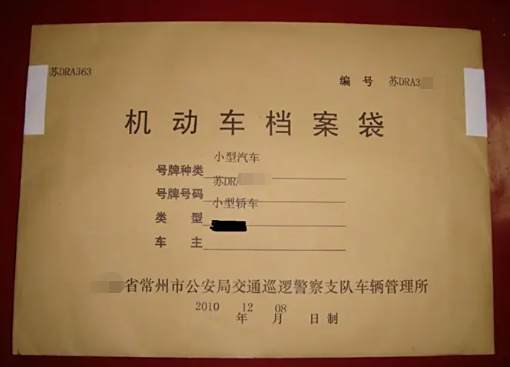 苏DRA363
编 号 苏DRA3
机动车档案袋
号牌种类 小型汽车
号牌号码 苏DR
类 型 小型轿车
车 主
省常州市公安局交通巡逻警察支队车辆管理所
2010 年 12 月 08 日制